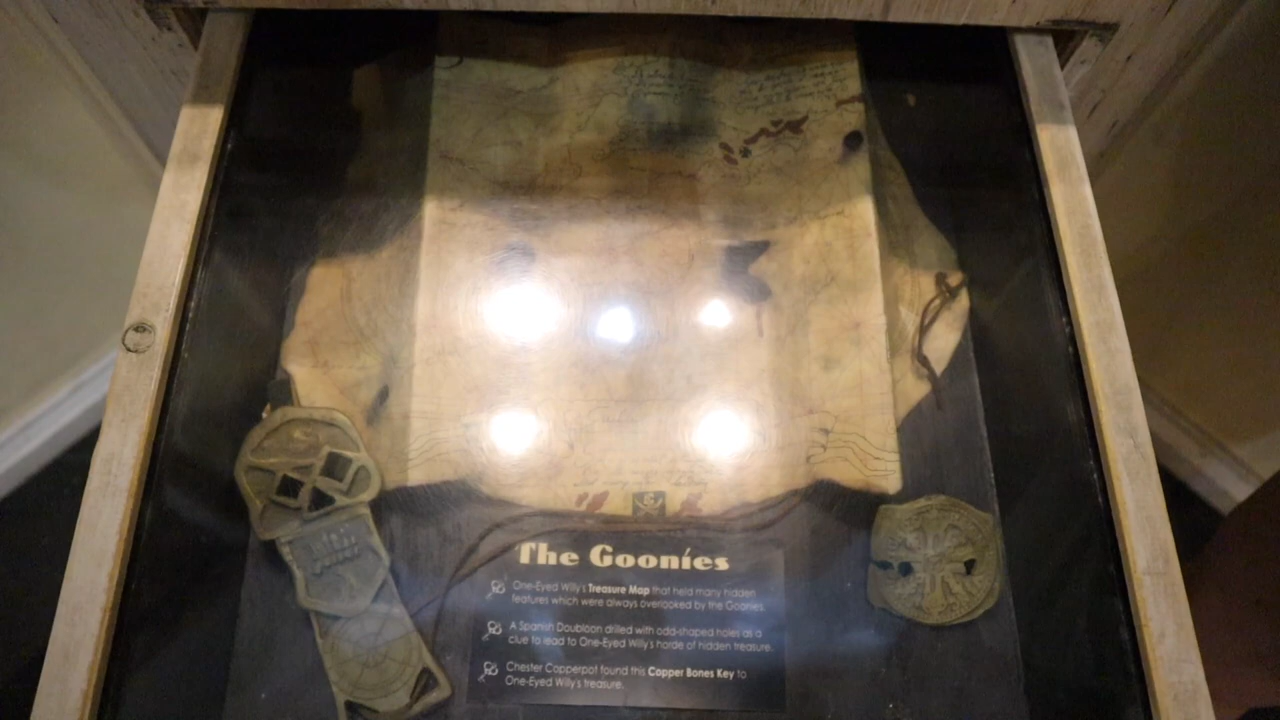 The Goonies
One-Eyed Willy's Treasure Map that held many hidden
features which were always overlooked by the Goonies.
A Spanish Doubloon drilled with odd-shaped holes as a
clue to lead to One-Eyed Willy's horde of hidden treasure.
Chester Copperpot found this Copper Bones Key to
One-Eyed Willy's treasure.